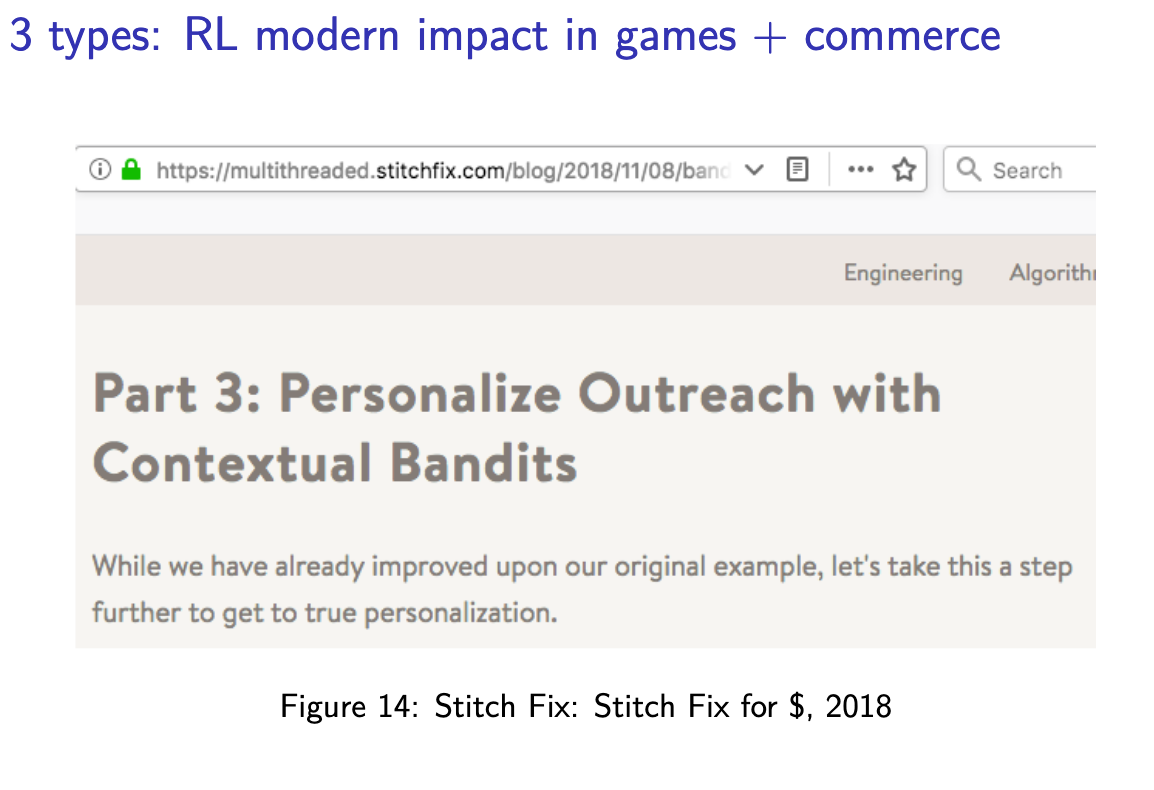 3 types: RL modern impact in games + commerce
https://multithreaded.stitchfix.com/blog/2018/11/08/band
Search
Engineering Algorith
Part 3: Personalize Outreach with
Contextual Bandits
While we have already improved upon our original example, let's take this a step
further to get to true personalization.
Figure 14: Stitch Fix: Stitch Fix for $, 2018